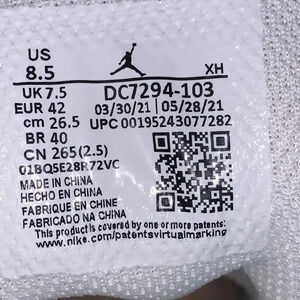 US
8.5
XH
UK 7.5
DC7294-103
EUR 42
03/30/21 05/28/21
cm 26.5
UPC 00195243077282
BR 40
CN 265(2.5)
01BQ5E28R72VC
MADE IN CHINA
HECHO EN CHINA
FABRIQUE EN CHINE
FABRICADO NA CHINA
This product is covered by one or more patents:
www.nike.com/patentsvirtualmarking